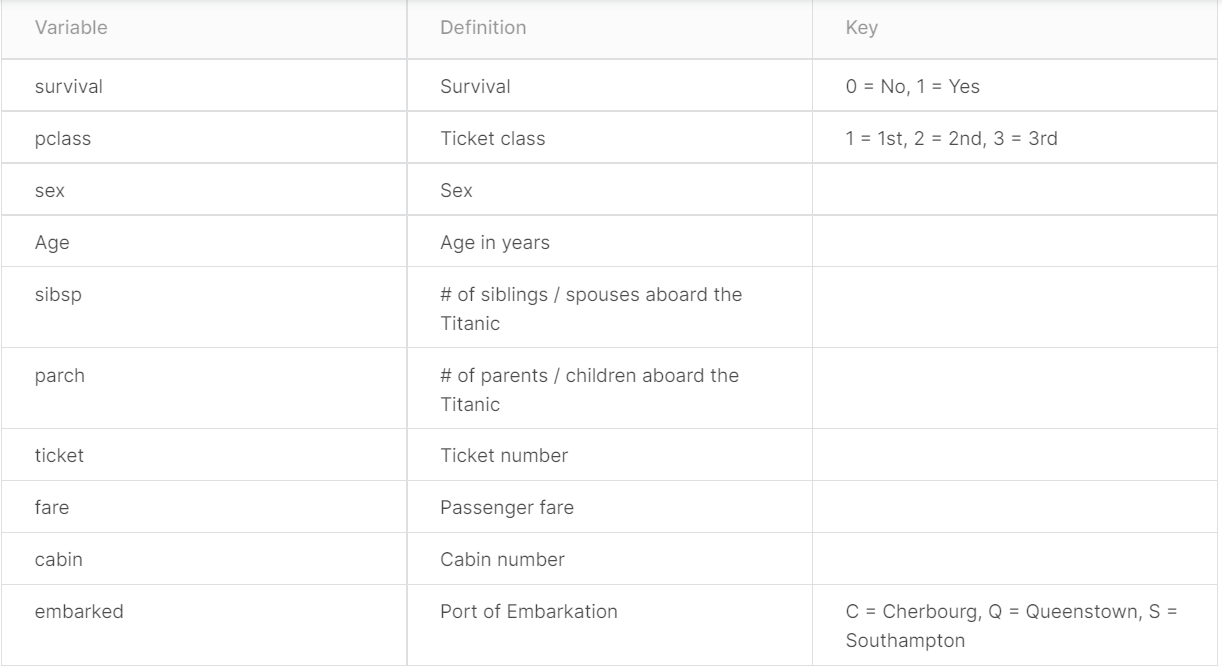 Variable Definition Key
survival Survival 0 = No, 1 = Yes
pclass Ticket class 1 = 1st, 2 = 2nd, 3 = 3rd
sex Sex
Age Age in years
sibsp # of siblings / spouses aboard the
Titanic
parch # of parents / children aboard the
Titanic
ticket Ticket number
fare Passenger fare
cabin Cabin number
embarked Port of Embarkation C = Cherbourg, Q = Queenstown, S =
Southampton